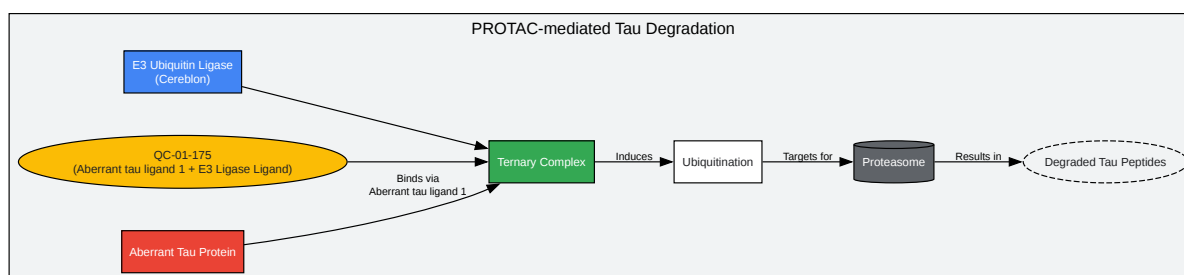 PROTAC-mediated Tau Degradation
E3 Ubiquitin Ligase
(Cereblon)
QC-01-175
(Aberrant tau ligand 1 + E3 Ligase Ligand)
Binds via
Aberrant tau ligand 1
Aberrant Tau Protein
Ternary Complex
Induces
Ubiquitination
Targets for
Proteasome
Results in
Degraded Tau Peptides